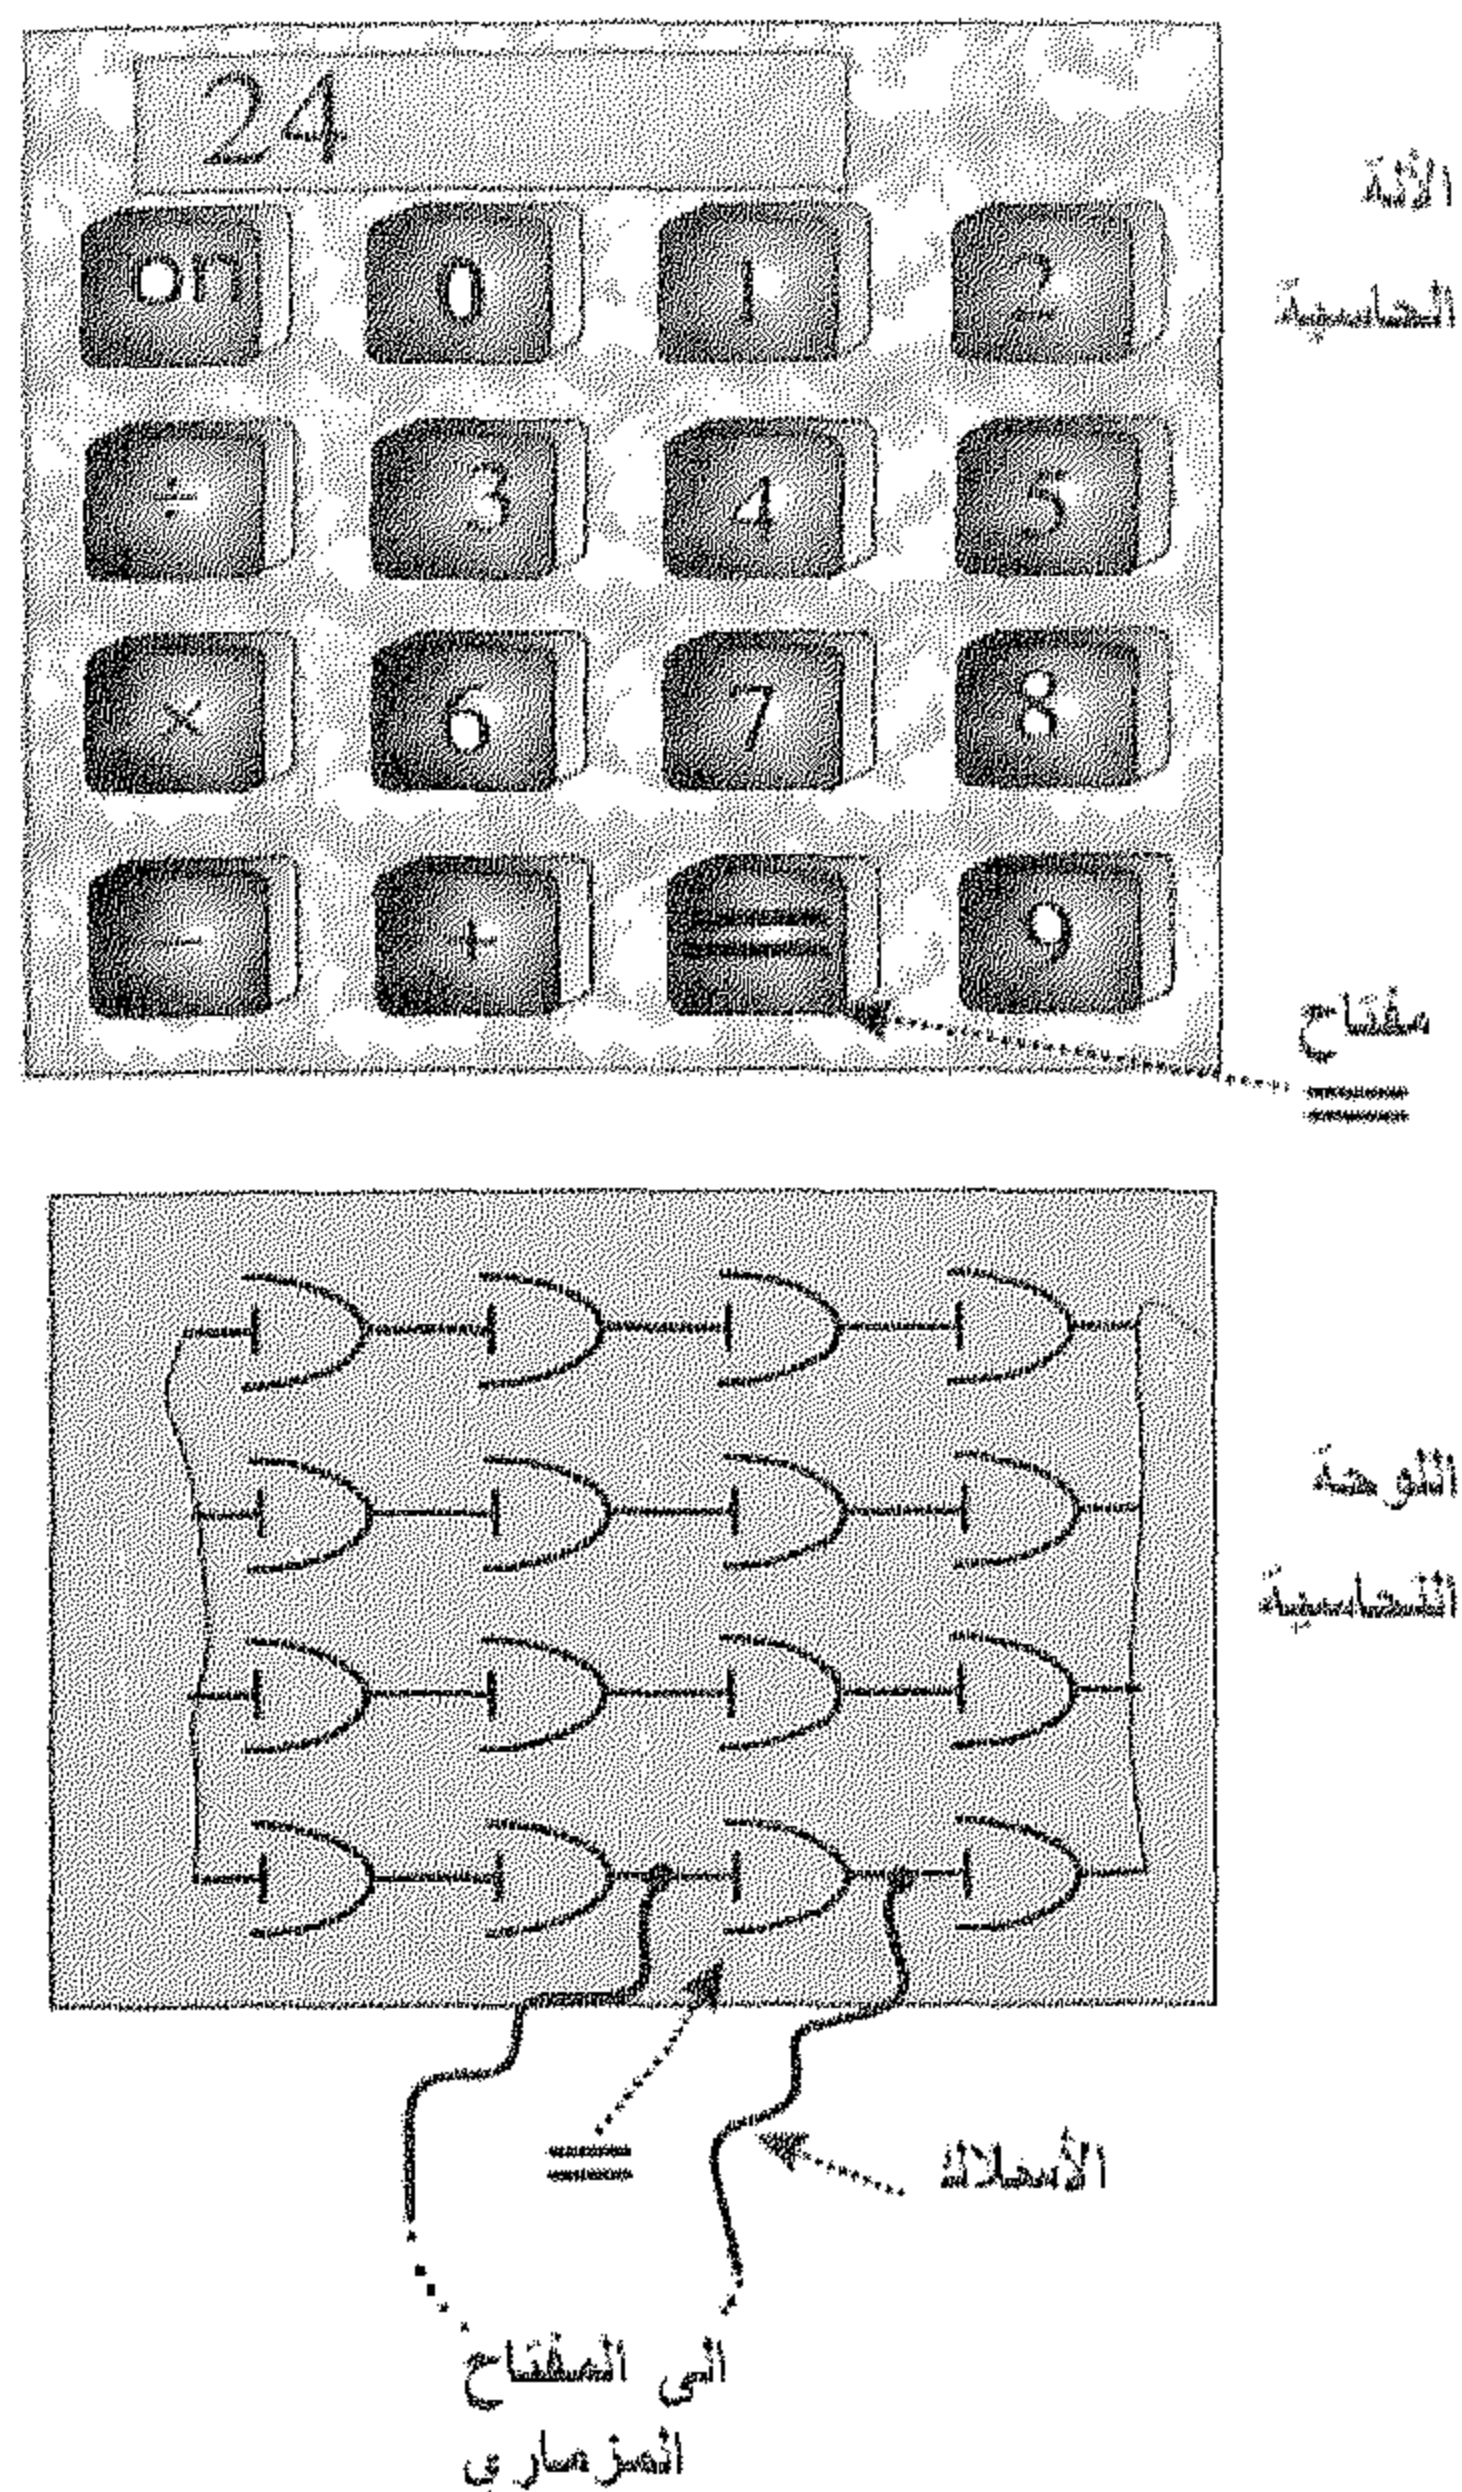 24
الآلة
الحاسبة
on 0 1 2
÷ 3 4 5
× 6 7 8
− + = 9
مفتاح
=
اللوحة
النحاسية
=
الأسلاك
الى المفتاح
المزماري